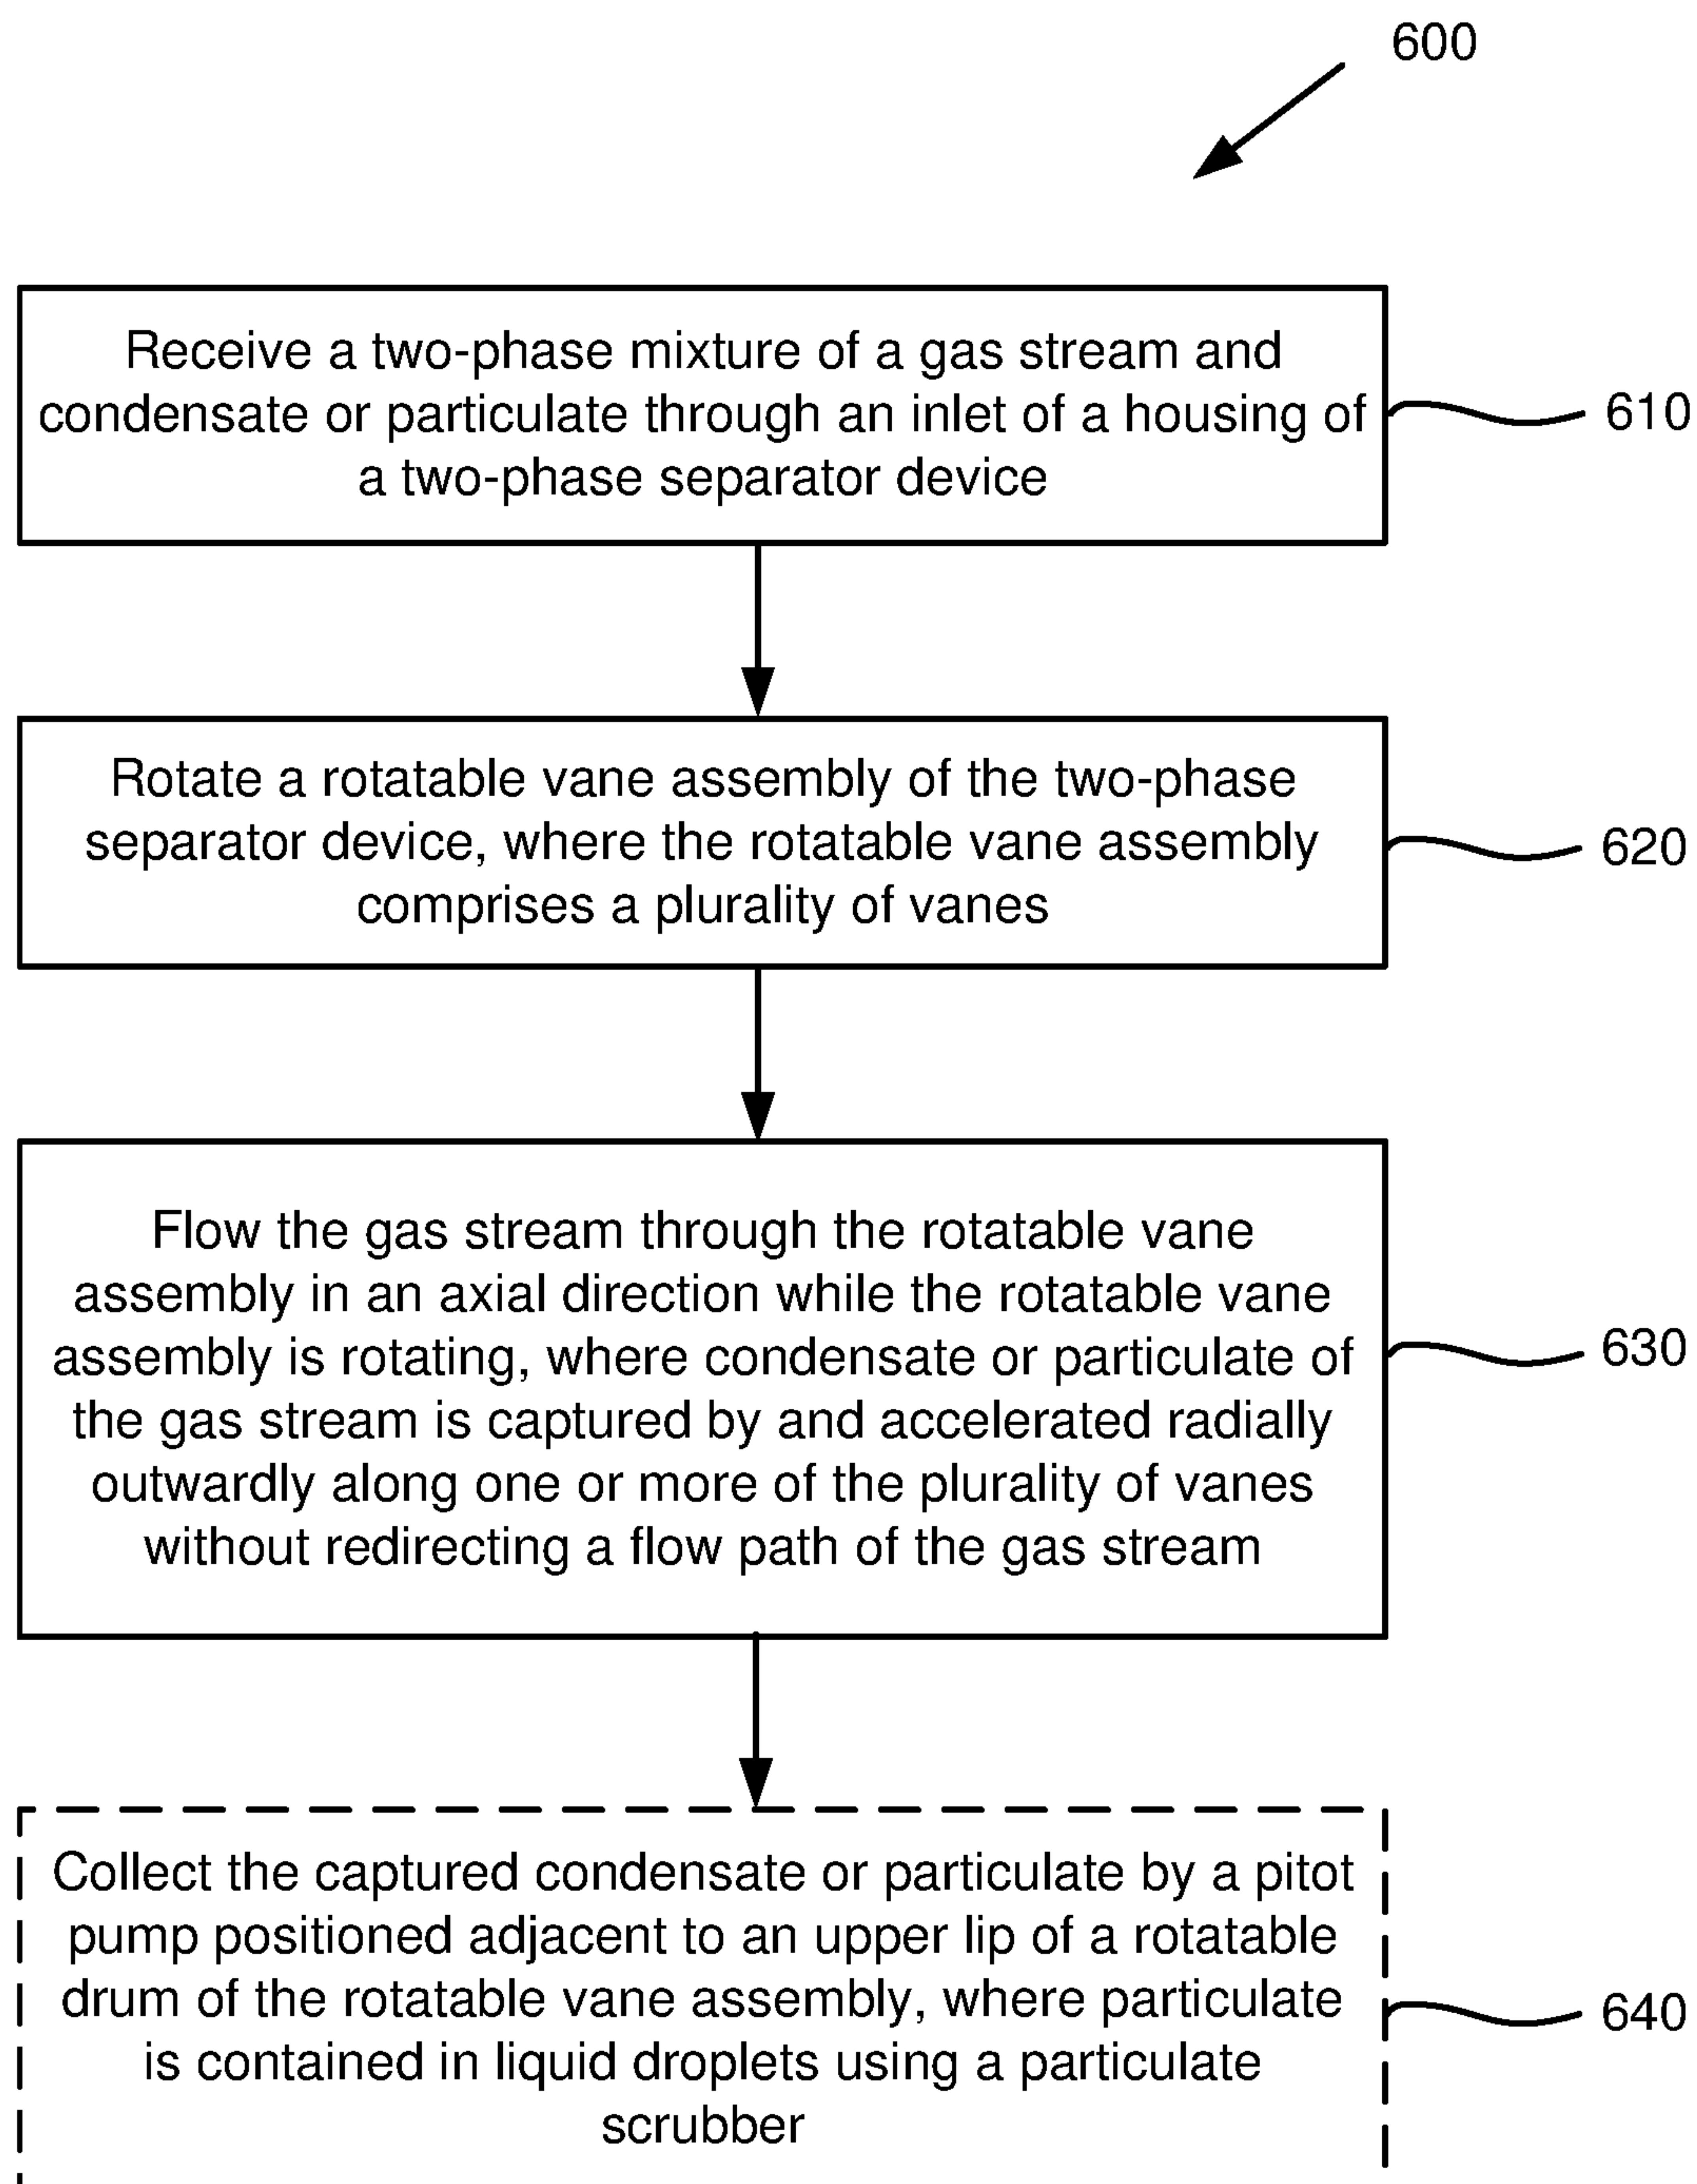 600
Receive a two-phase mixture of a gas stream and
condensate or particulate through an inlet of a housing of
a two-phase separator device
610
Rotate a rotatable vane assembly of the two-phase
separator device, where the rotatable vane assembly
comprises a plurality of vanes
620
Flow the gas stream through the rotatable vane
assembly in an axial direction while the rotatable vane
assembly is rotating, where condensate or particulate of
the gas stream is captured by and accelerated radially
outwardly along one or more of the plurality of vanes
without redirecting a flow path of the gas stream
630
Collect the captured condensate or particulate by a pitot
pump positioned adjacent to an upper lip of a rotatable
drum of the rotatable vane assembly, where particulate
is contained in liquid droplets using a particulate
scrubber
640